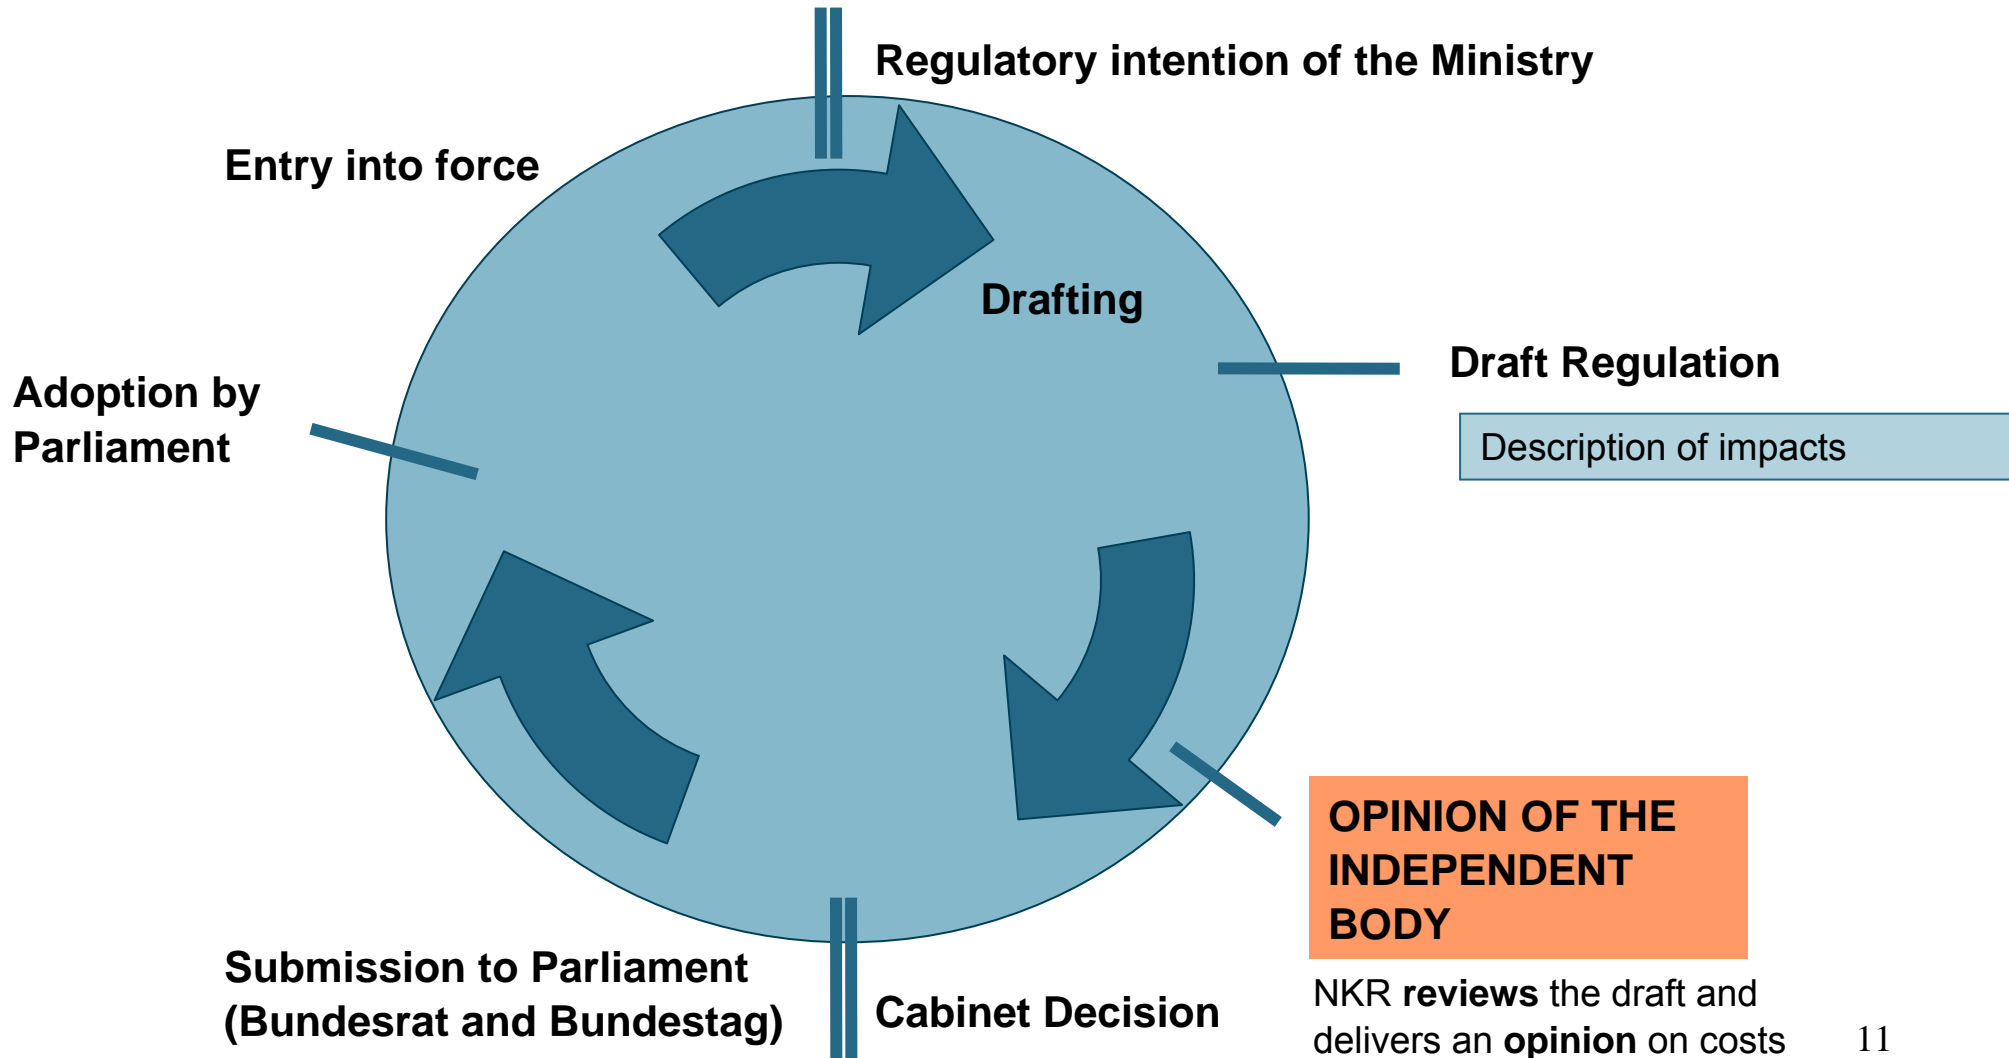 Regulatory intention of the Ministry
Entry into force
Drafting
Draft Regulation
Description of impacts
Adoption by
Parliament
OPINION OF THE
INDEPENDENT
BODY
NKR reviews the draft and
delivers an opinion on costs
Submission to Parliament
(Bundesrat and Bundestag)
Cabinet Decision
11